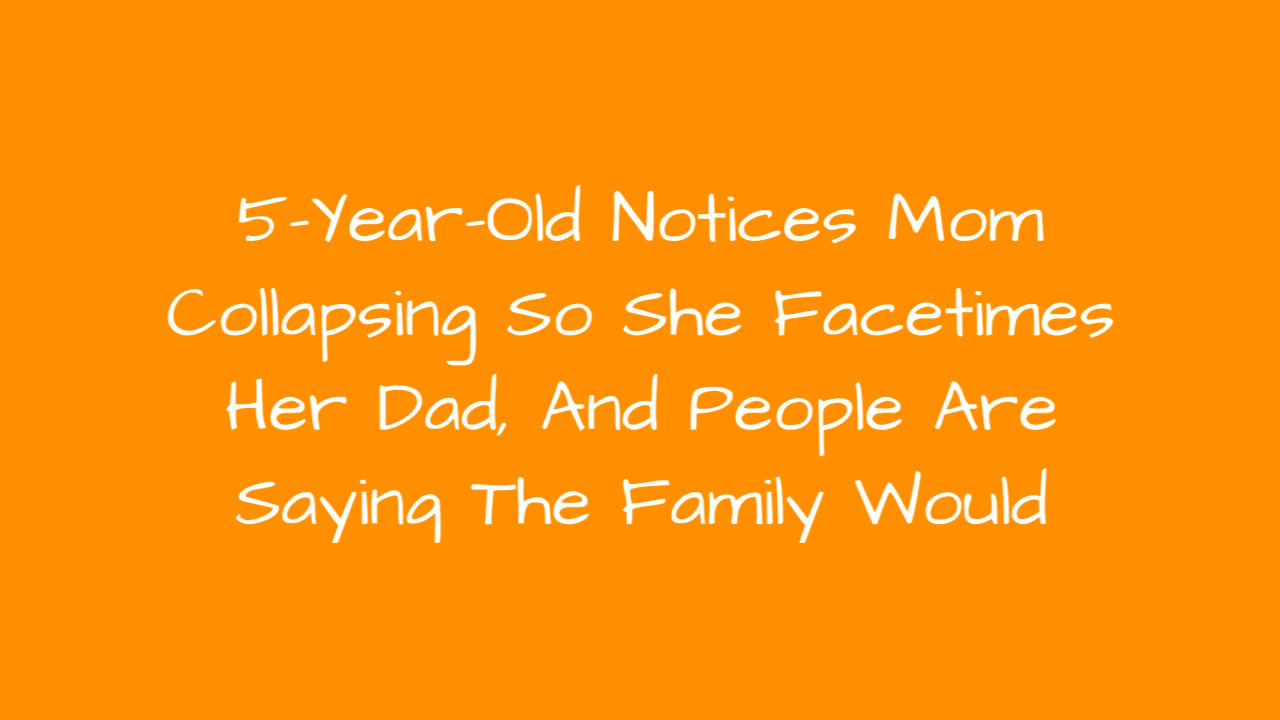 5-Year-Old Notices Mom
Collapsing So She Facetimes
Her Dad, And People Are
Saying The Family Would